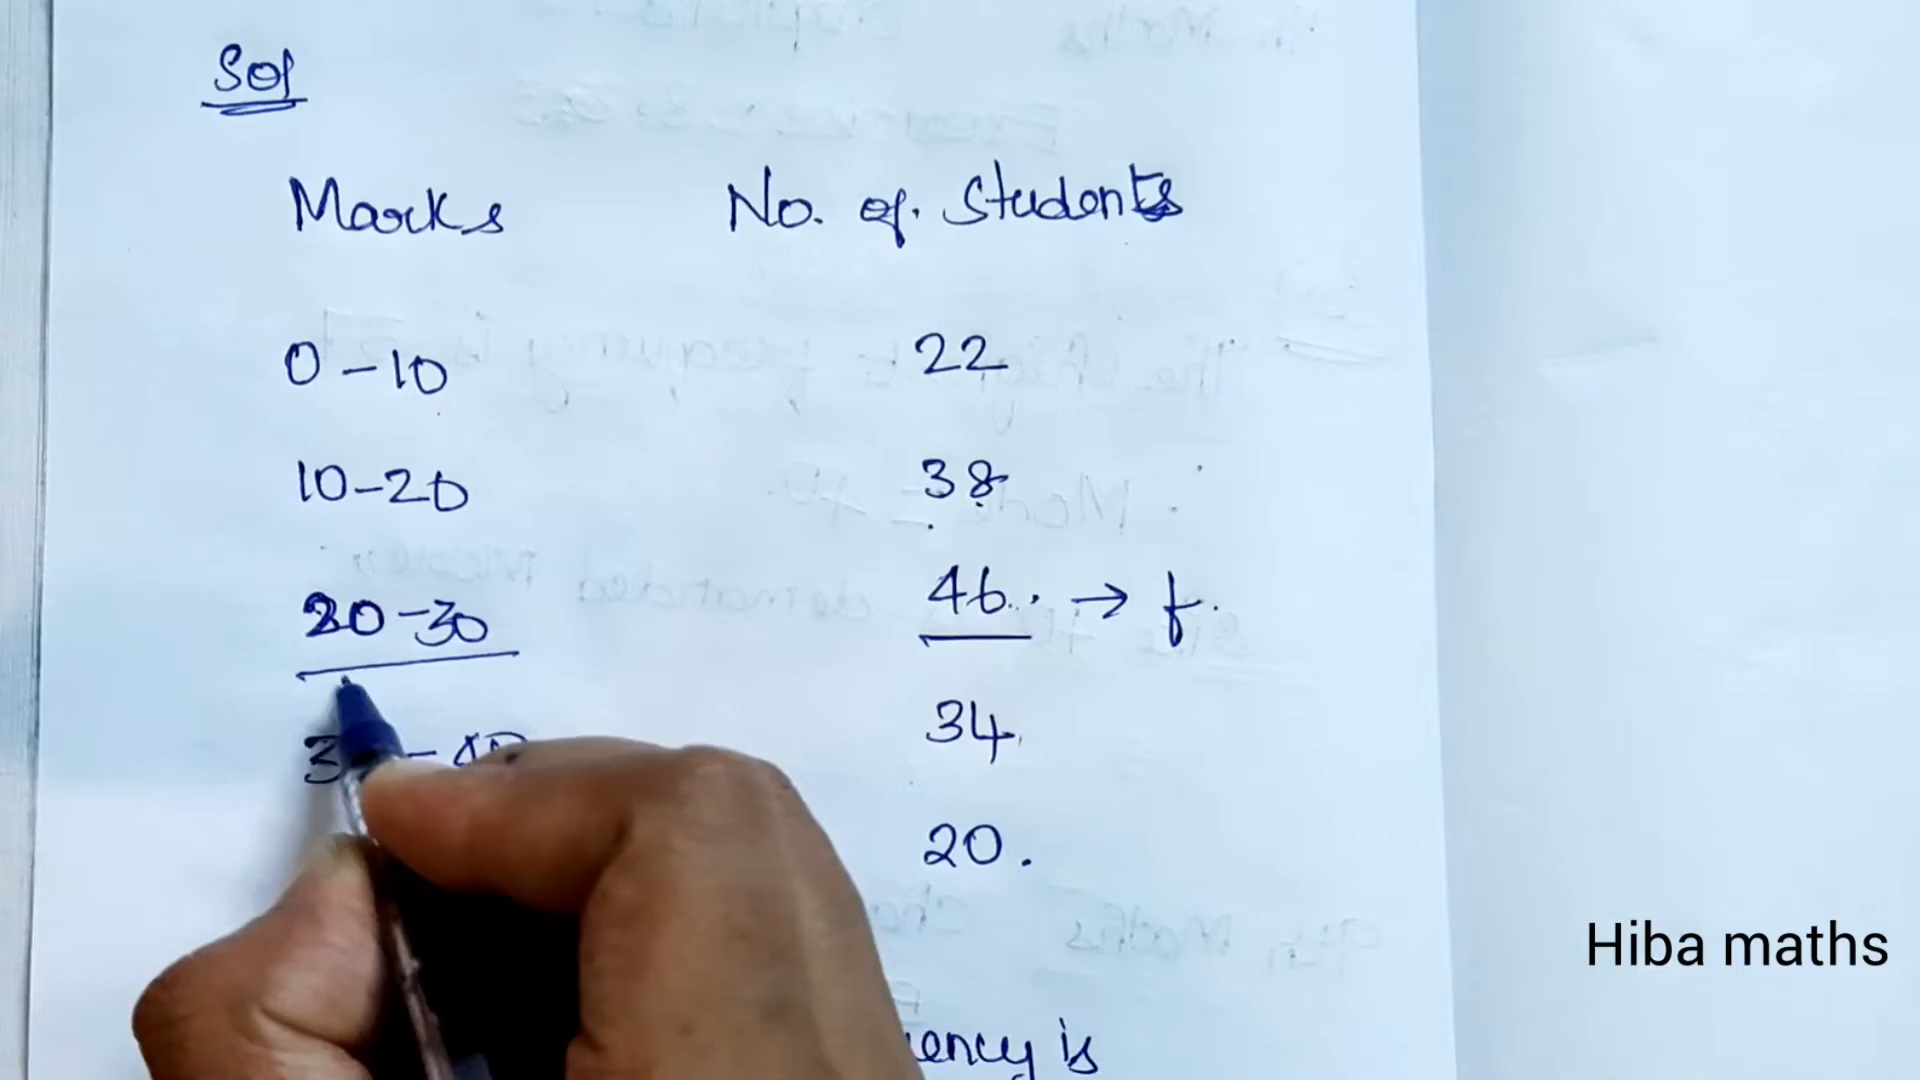 Sol
Marks No. of. Students
0-10 22
10-20 38
20-30 46. → f.
34
20.
is
Hiba maths